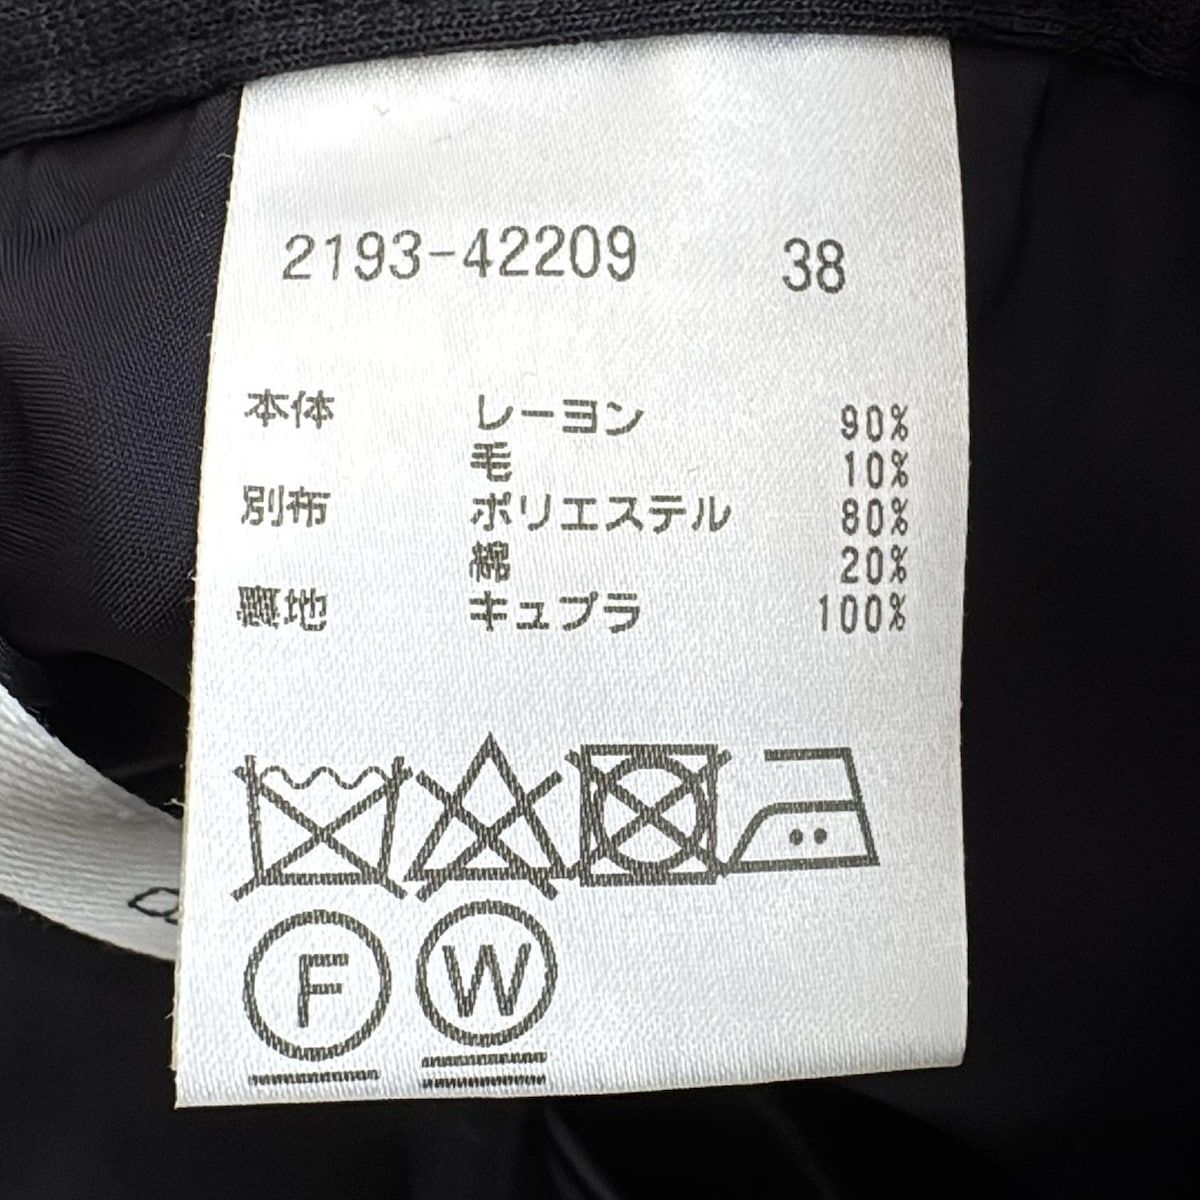 2193-42209 38
本体 レーヨン 90%
毛 10%
別布 ポリエステル 80%
綿 20%
裏地 キュプラ 100%
F W